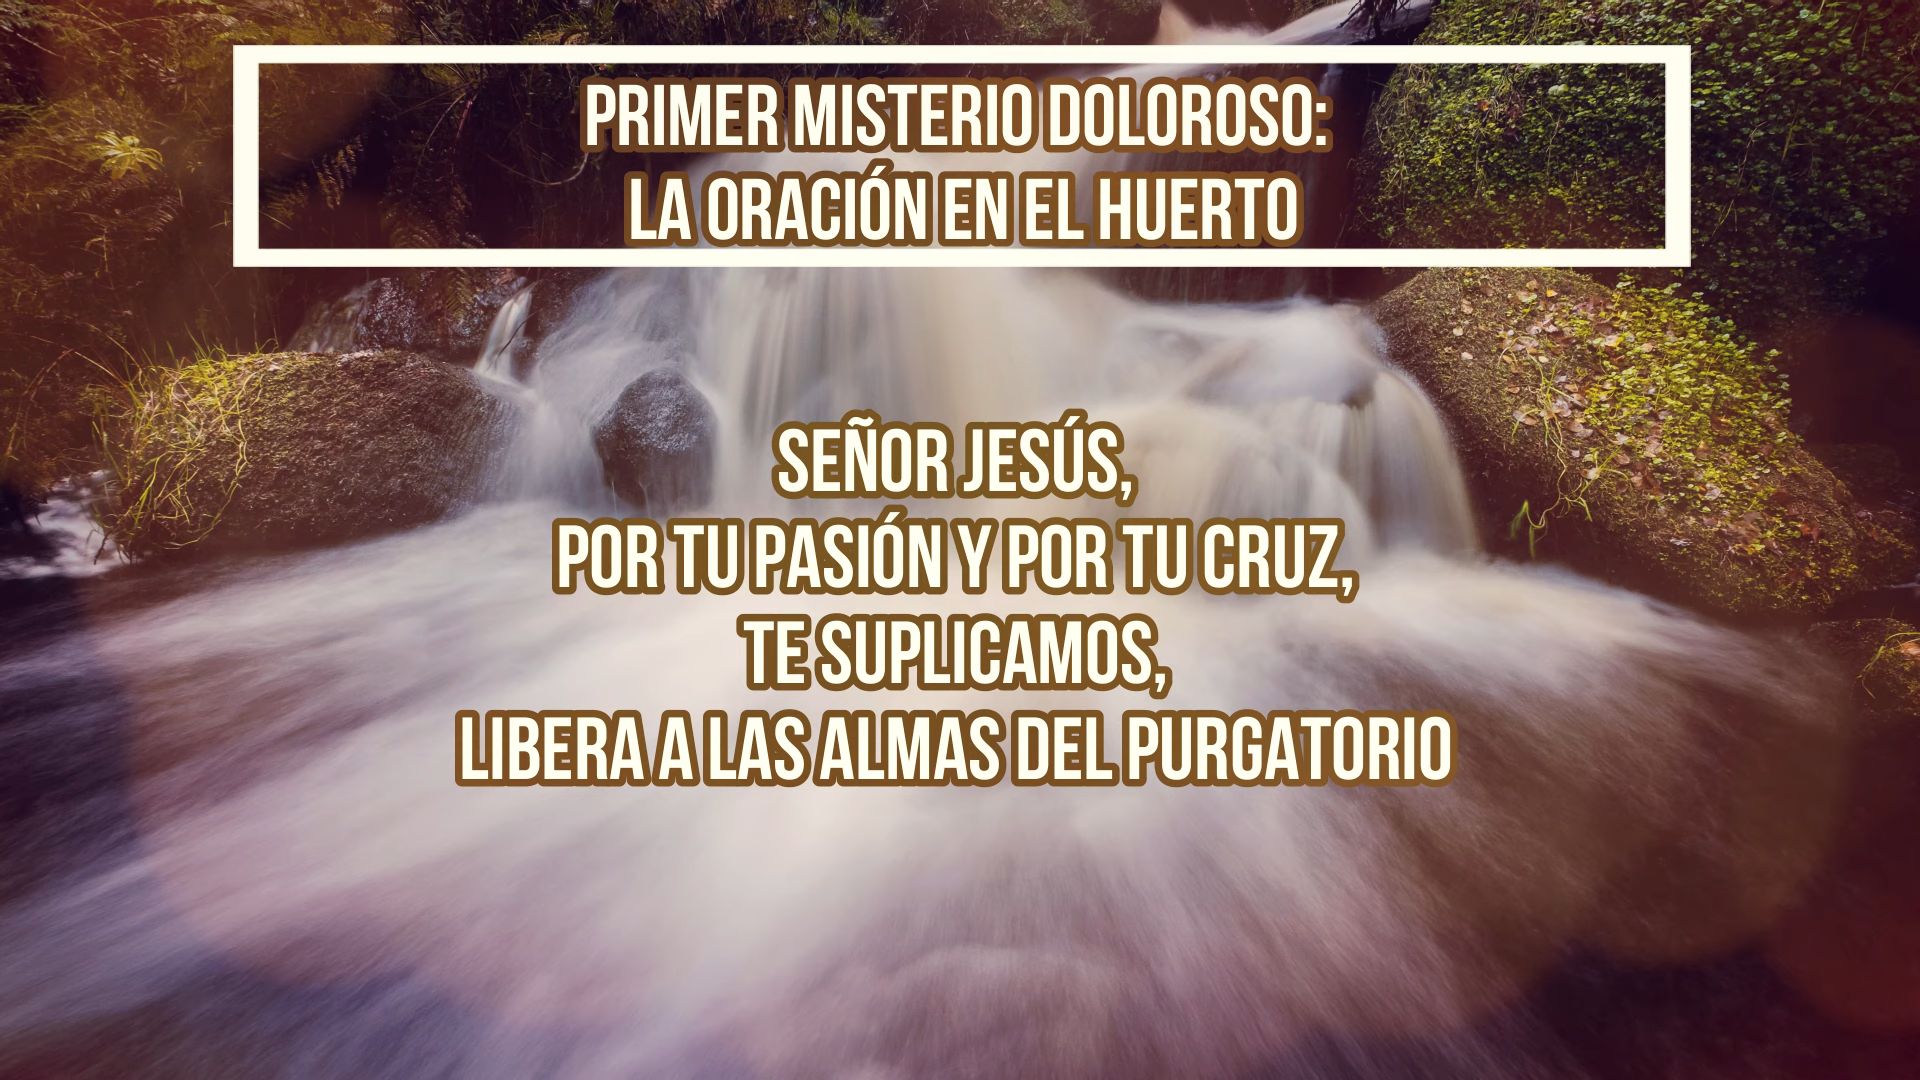 PRIMER MISTERIO DOLOROSO:
LA ORACIÓN EN EL HUERTO
SEÑOR JESÚS,
POR TU PASIÓN Y POR TU CRUZ,
TE SUPLICAMOS,
LIBERA A LAS ALMAS DEL PURGATORIO